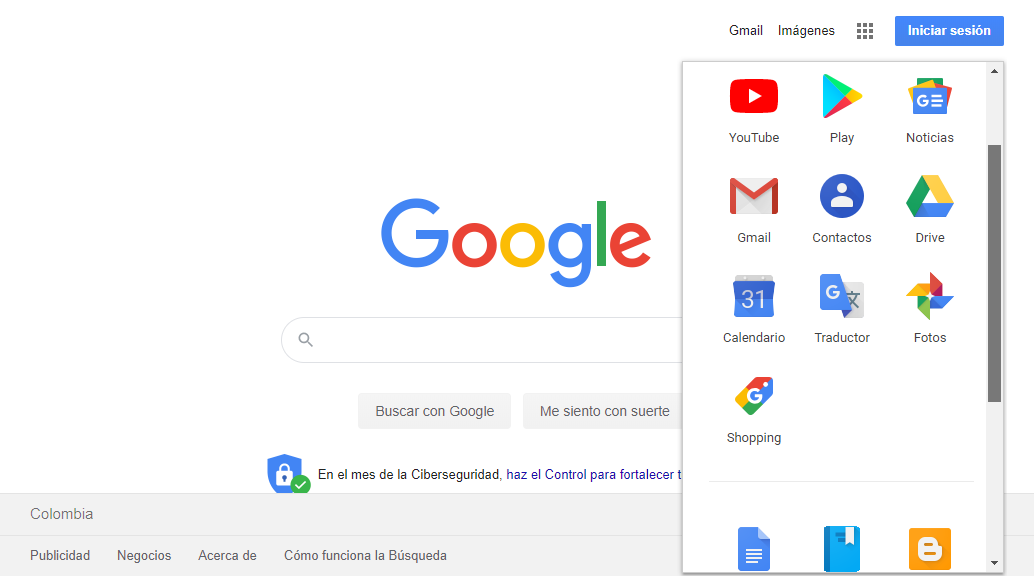 Gmail Imágenes Iniciar sesión
YouTube Play Noticias
Gmail Contactos Drive
31
Calendario Traductor Fotos
Google
Buscar con Google Me siento con suerte
Shopping
En el mes de la Ciberseguridad, haz el Control para fortalecer
Colombia
Publicidad Negocios Acerca de Cómo funciona la Búsqueda